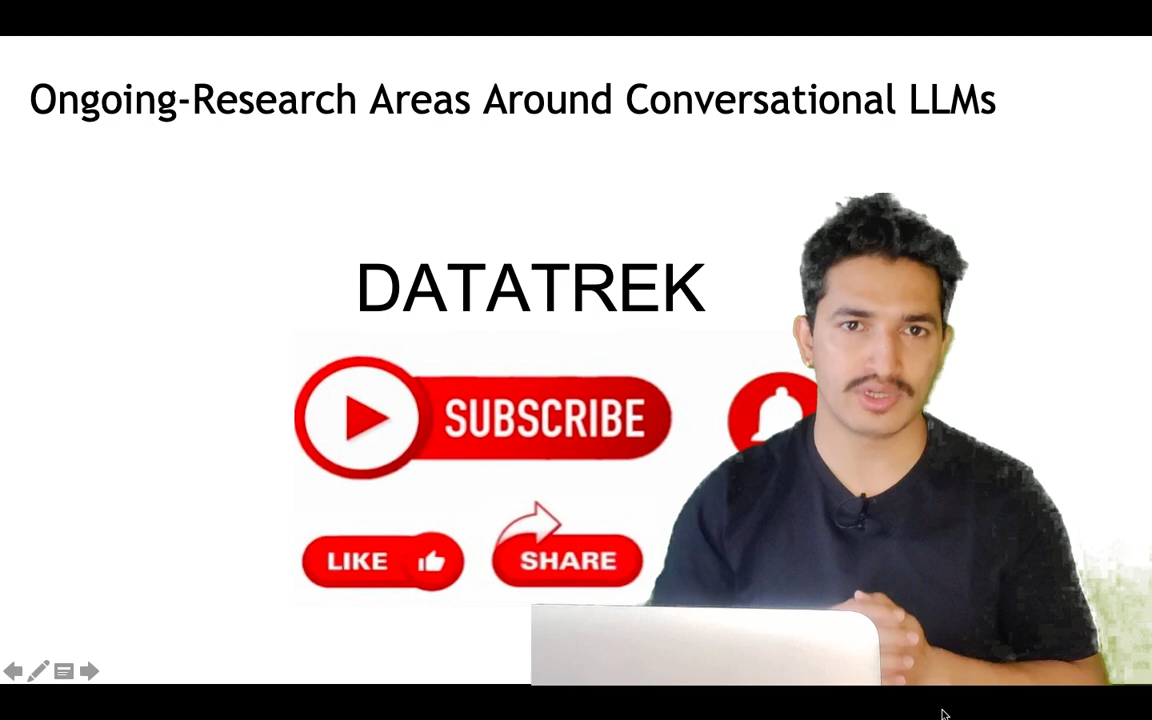 Ongoing-Research Areas Around Conversational LLMs
DATATREK
SUBSCRIBE
LIKE
SHARE